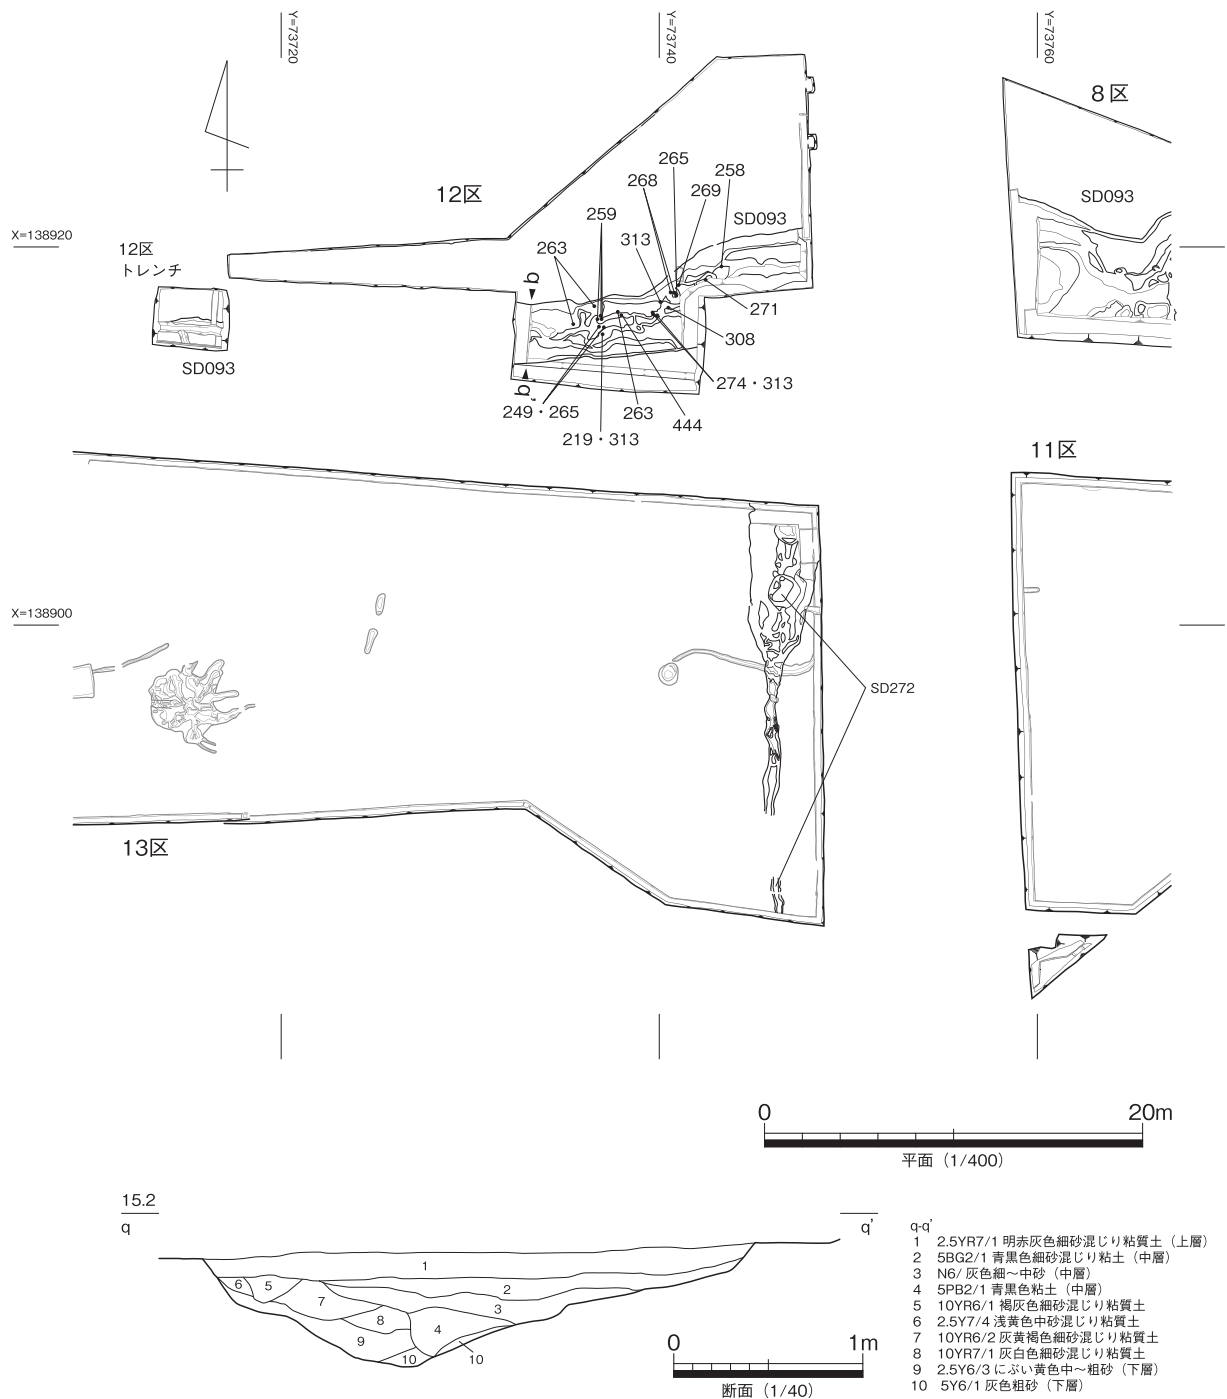 Y=73720
Y=73740
Y=73760
8区
265
268
258
269
12区
SD093
SD093
259
313
X=138920
12区
トレンチ
263
q
271
308
SD093
q'
274・313
249・265
263
444
219・313
11区
X=138900
SD272
13区
0 20m
平面（1/400）
15.2
q q'
1
2
3
4
5
6
7
8
9
10
10
0 1m
断面（1/40）
q-q'
1 2.5YR7/1 明赤灰色細砂混じり粘質土（上層）
2 5BG2/1 青黒色細砂混じり粘土（中層）
3 N6/ 灰色細～中砂（中層）
4 5PB2/1 青黒色粘土（中層）
5 10YR6/1 褐灰色細砂混じり粘質土
6 2.5Y7/4 浅黄色中砂混じり粘質土
7 10YR6/2 灰黄褐色細砂混じり粘質土
8 10YR7/1 灰白色細砂混じり粘質土
9 2.5Y6/3 にぶい黄色中～粗砂（下層）
10 5Y6/1 灰色粗砂（下層）